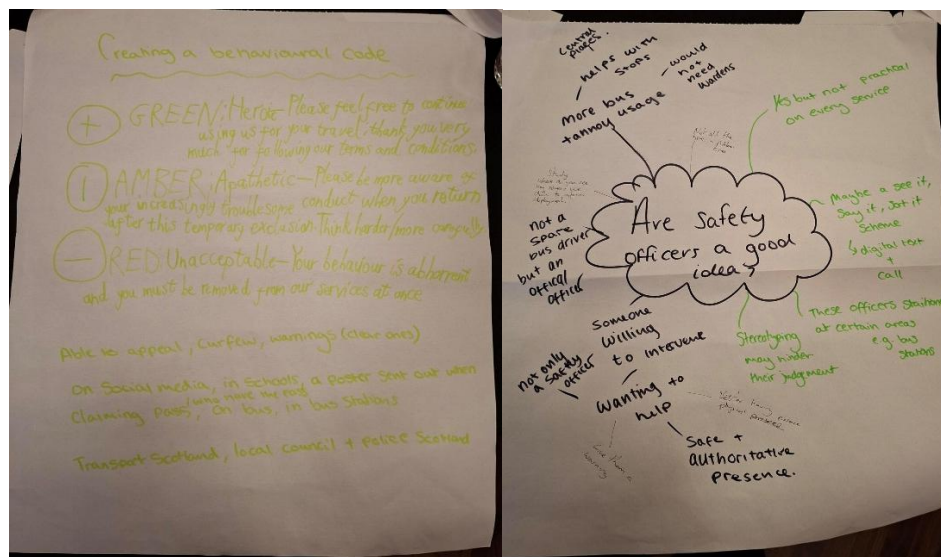 Creating a behavioural code
+ GREEN: Heroic - Please feel free to continue
using us for your travel, thank you very
much for following our terms and conditions.
| AMBER: Apathetic - Please be more aware of
your increasingly troublesome conduct when you return
after this temporary exclusion. Think harder/more carefully
- RED: Unacceptable - Your behaviour is abhorrent
and you must be removed from our services at once
Able to appeal, curfew, warnings (clear ones)
on social media, in schools, a poster sent out when
claiming pass, on bus, in bus stations
Transport Scotland, local council + police Scotland
central places.
helps with
stops
would
not
need
wardens
more bus
tannoy usage
Yes but not practical
on every service
not a
spare
bus driver
but an
official
officer
Are safety
officers a good
idea?
Maybe a see it,
say it, sort it
scheme
↳ digital text
+
call
These officers stationed
at certain areas
e.g. bus
stations
Stereotyping
may hinder
their judgement
Someone
willing
to intervene
not only
a safety
officer
Wanting to
help
Safe +
authoritative
presence.